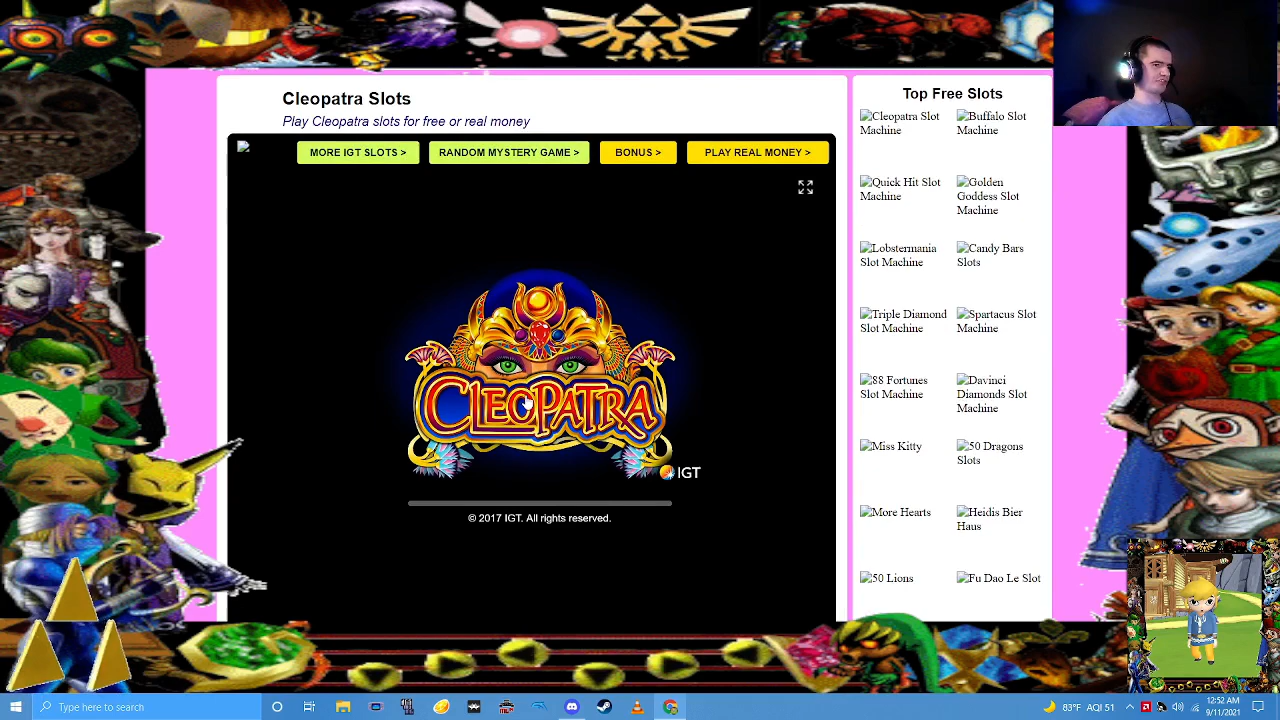 Cleopatra Slots
Play Cleopatra slots for free or real money
MORE IGT SLOTS >
RANDOM MYSTERY GAME >
BONUS >
PLAY REAL MONEY >
CLEOPATRA
IGT
© 2017 IGT. All rights reserved.
Top Free Slots
Cleopatra Slot
Machine
Buffalo Slot
Machine
Quick Hit Slot
Machine
Golden
Goddess Slot
Machine
Lobstermania
Slot Machine
Candy Bars
Slots
Triple Diamond
Slot Machine
Spartacus Slot
Machine
88 Fortunes
Slot Machine
Davinci
Diamonds Slot
Machine
Miss Kitty
50 Dragons
Slots
More Hearts
Heidis Bier
Haus
50 Lions
Fu Dao Le Slot
Type here to search
83°F AQI 51
12:52 AM
9/11/2021